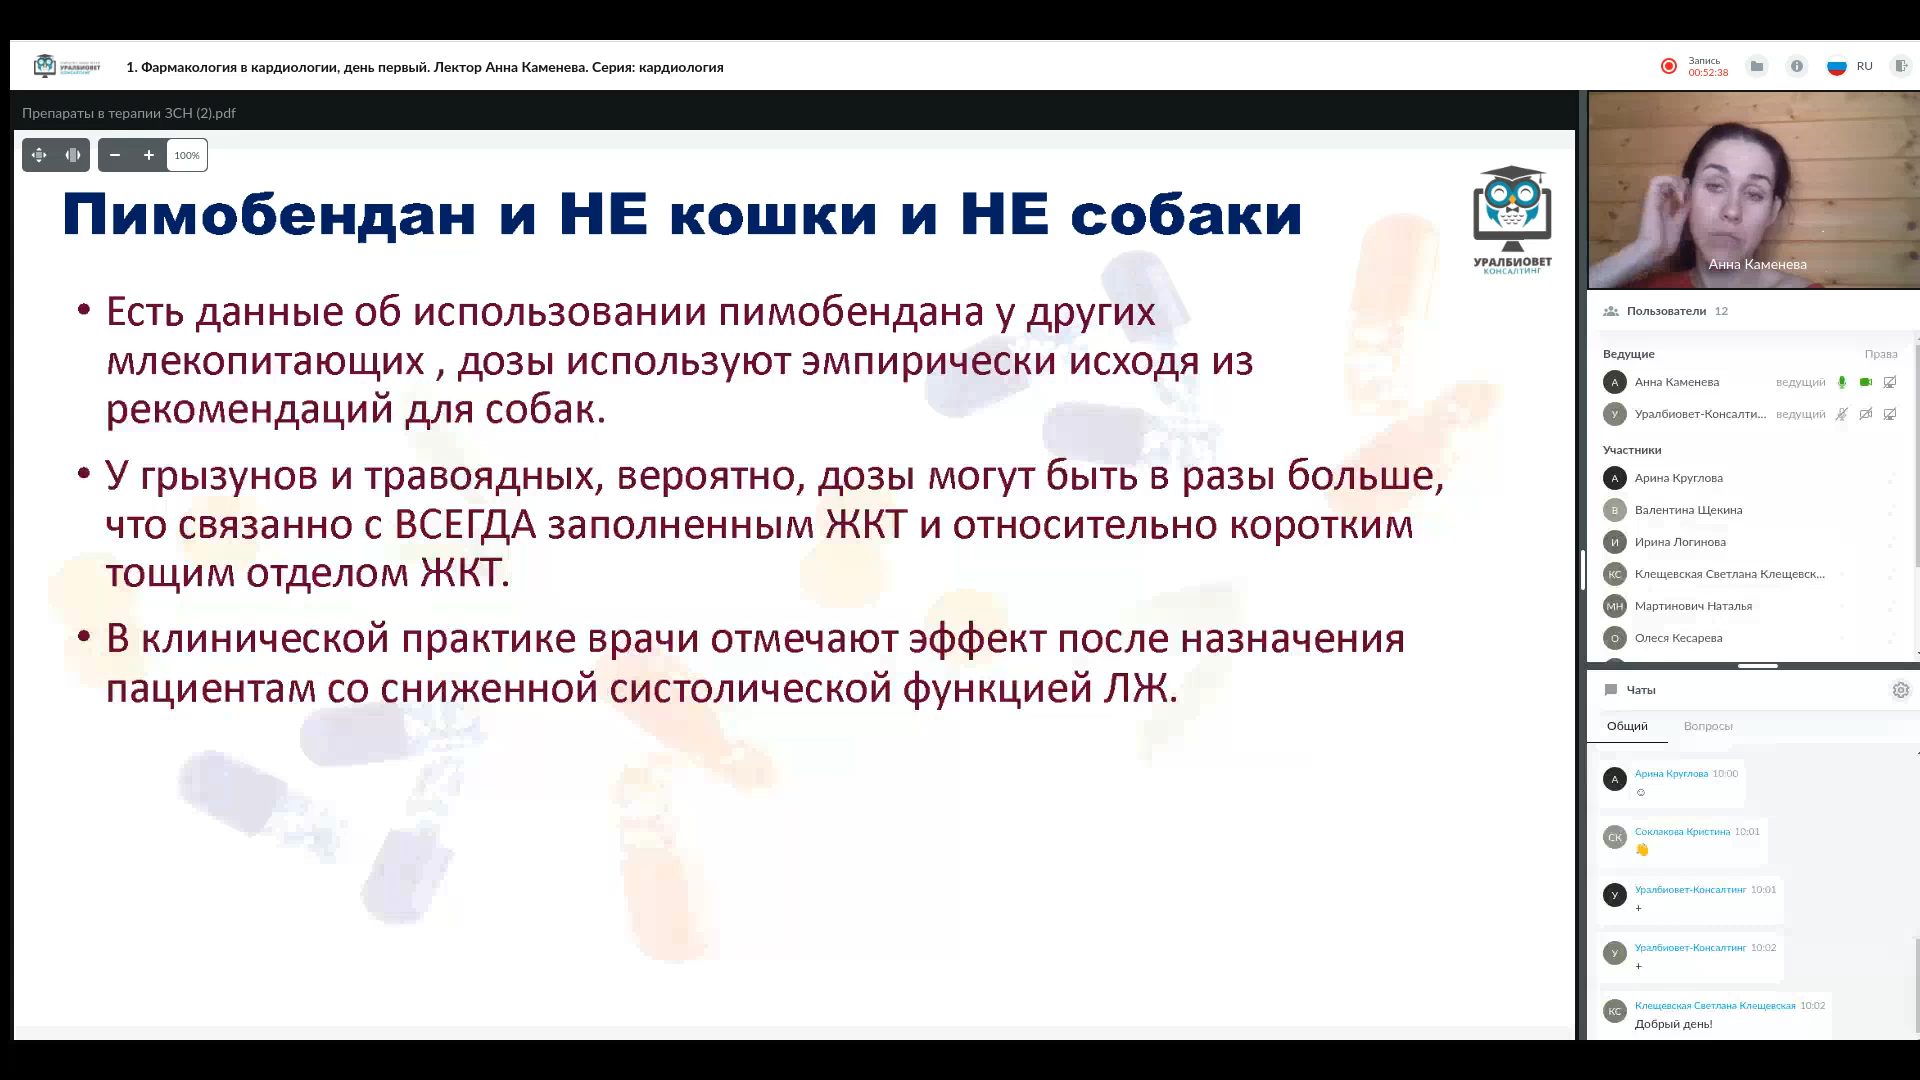 УРАЛБИОВЕТ
КОНСАЛТИНГ
1. Фармакология в кардиологии, день первый. Лектор Анна Каменева. Серия: кардиология
Запись
00:52:38
RU
Препараты в терапии ЗСН (2).pdf
100%
Пимобендан и НЕ кошки и НЕ собаки
УРАЛБИОВЕТ
КОНСАЛТИНГ
• Есть данные об использовании пимобендана у других
млекопитающих , дозы используют эмпирически исходя из
рекомендаций для собак.
• У грызунов и травоядных, вероятно, дозы могут быть в разы больше,
что связанно с ВСЕГДА заполненным ЖКТ и относительно коротким
тощим отделом ЖКТ.
• В клинической практике врачи отмечают эффект после назначения
пациентам со сниженной систолической функцией ЛЖ.
Анна Каменева
Пользователи 12
Ведущие Права
А Анна Каменева ведущий
У Уралбиовет-Консалти... ведущий
Участники
А Арина Круглова
В Валентина Щекина
И Ирина Логинова
КС Клещевская Светлана Клещевск...
МН Мартинович Наталья
О Олеся Кесарева
Чаты
Общий Вопросы
А Арина Круглова 10:00
☺
СК Соклакова Кристина 10:01
👏
У Уралбиовет-Консалтинг 10:01
+
У Уралбиовет-Консалтинг 10:02
+
КС Клещевская Светлана Клещевская 10:02
Добрый день!